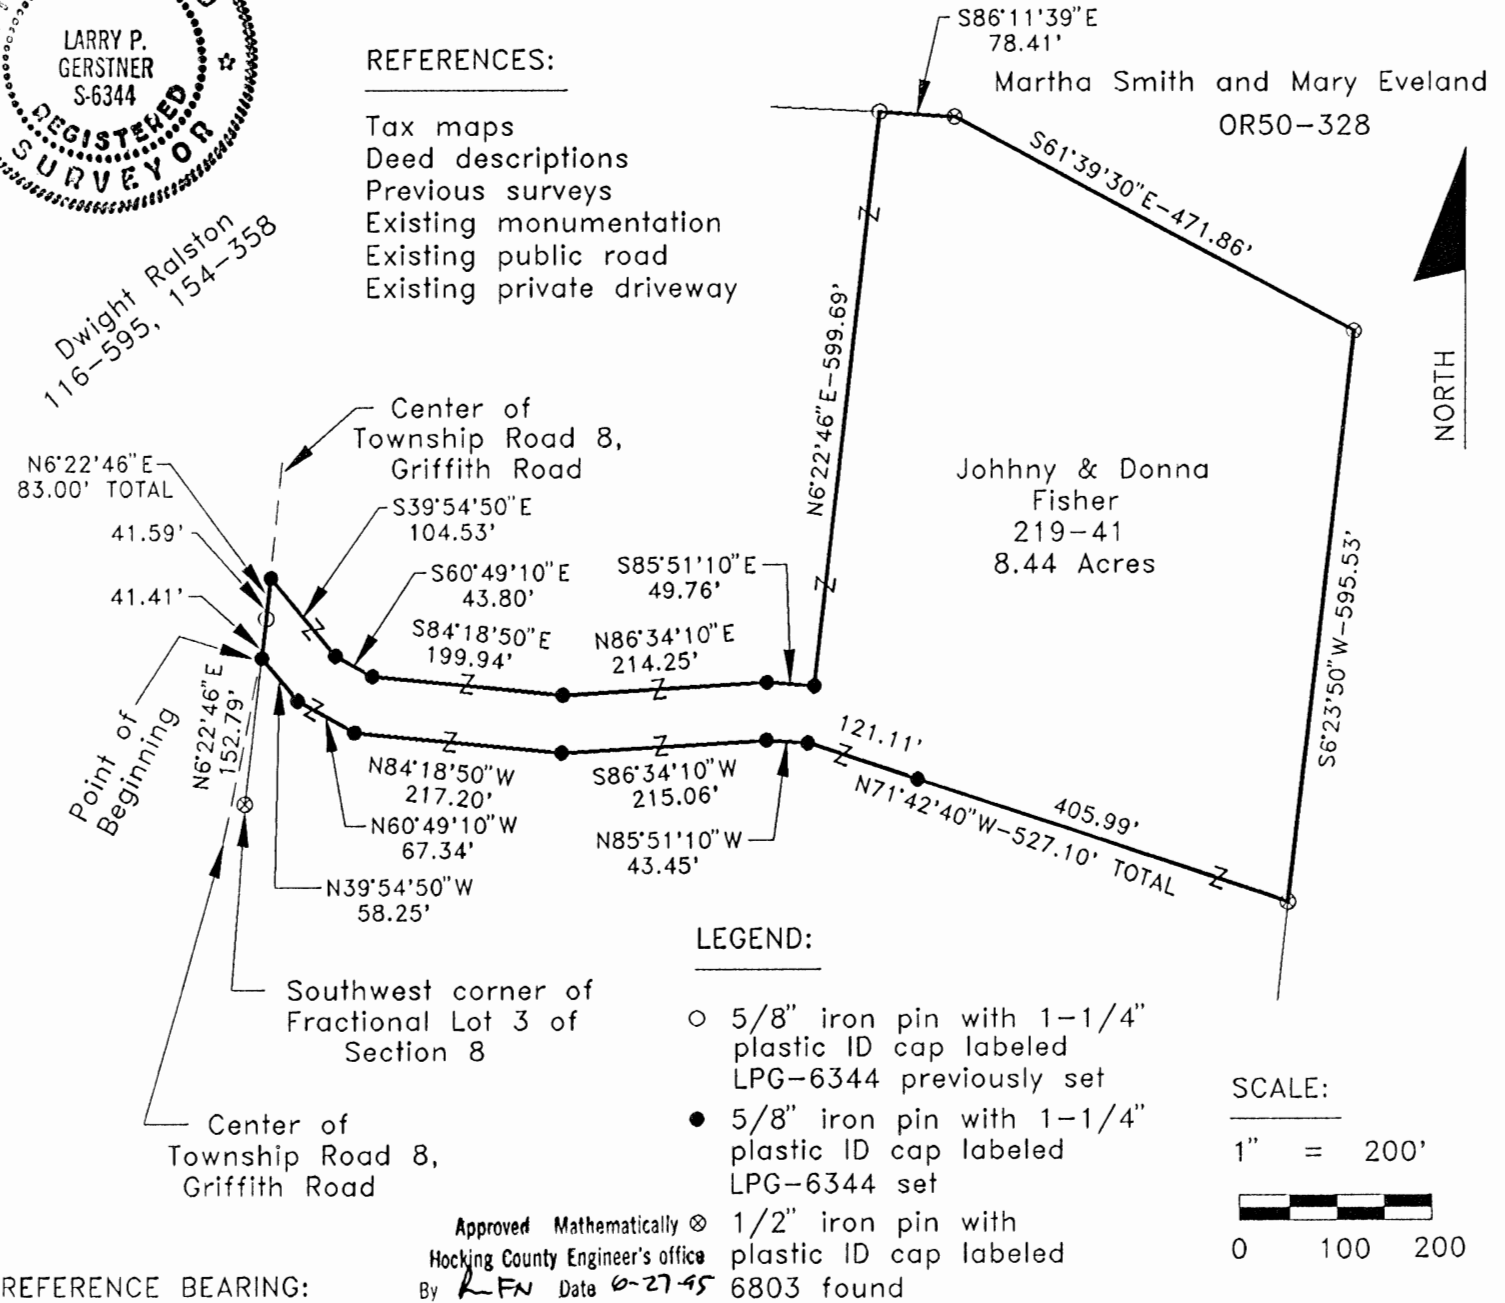 LARRY P.
GERSTNER
S-6344
REGISTERED
SURVEYOR
REFERENCES:
Tax maps
Deed descriptions
Previous surveys
Existing monumentation
Existing public road
Existing private driveway
S86°11'39"E
78.41'
Martha Smith and Mary Eveland
OR50-328
S61°39'30"E-471.86'
NORTH
Dwight Ralston
116-595, 154-358
N6°22'46"E-599.69'
Johhny & Donna
Fisher
219-41
8.44 Acres
S6°23'50"W-595.53'
Center of
Township Road 8,
Griffith Road
N6°22'46"E
83.00' TOTAL
41.59'
41.41'
S39°54'50"E
104.53'
S60°49'10"E
43.80'
S84°18'50"E
199.94'
N86°34'10"E
214.25'
S85°51'10"E
49.76'
Point of
Beginning
N6°22'46"E
152.79'
N84°18'50"W
217.20'
N60°49'10"W
67.34'
N39°54'50"W
58.25'
S86°34'10"W
215.06'
N85°51'10"W
43.45'
121.11'
405.99'
N71°42'40"W-527.10' TOTAL
Southwest corner of
Fractional Lot 3 of
Section 8
Center of
Township Road 8,
Griffith Road
LEGEND:
5/8" iron pin with 1-1/4"
plastic ID cap labeled
LPG-6344 previously set
5/8" iron pin with 1-1/4"
plastic ID cap labeled
LPG-6344 set
1/2" iron pin with
plastic ID cap labeled
6803 found
SCALE:
1" = 200'
0 100 200
Approved Mathematically
Hocking County Engineer's office
By RFN Date 6-27-95
REFERENCE BEARING: